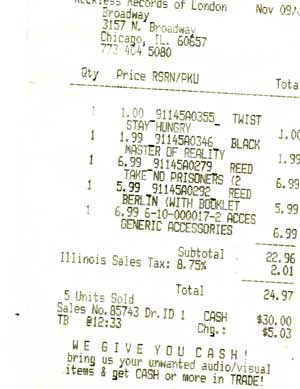 Reckless Records of London Nov 09/
Broadway
3157 N. Broadway
Chicago, IL. 60657
773 404 5080
Qty Price RSRN/PKU Total
1 1.00 91145A0355_ TWIST 1.00
STAY HUNGRY
1 1.99 91145A0346_ BLACK 1.99
MASTER OF REALITY
1 6.99 91145A0279 REED 6.99
TAKE NO PRISONERS (2
1 5.99 91145A0292 REED 5.99
BERLIN (WITH BOOKLET
1 6.99 6-10-000017-2 ACCES 6.99
GENERIC ACCESSORIES
Subtotal 22.96
Illinois Sales Tax: 8.75% 2.01
Total 24.97
5 Units Sold
Sales No.85743 Dr.ID 1 CASH $30.00
TB @12:33 Chg.: $5.03
WE GIVE YOU CASH!
bring us your unwanted audio/visual
items & get CASH or more in TRADE!